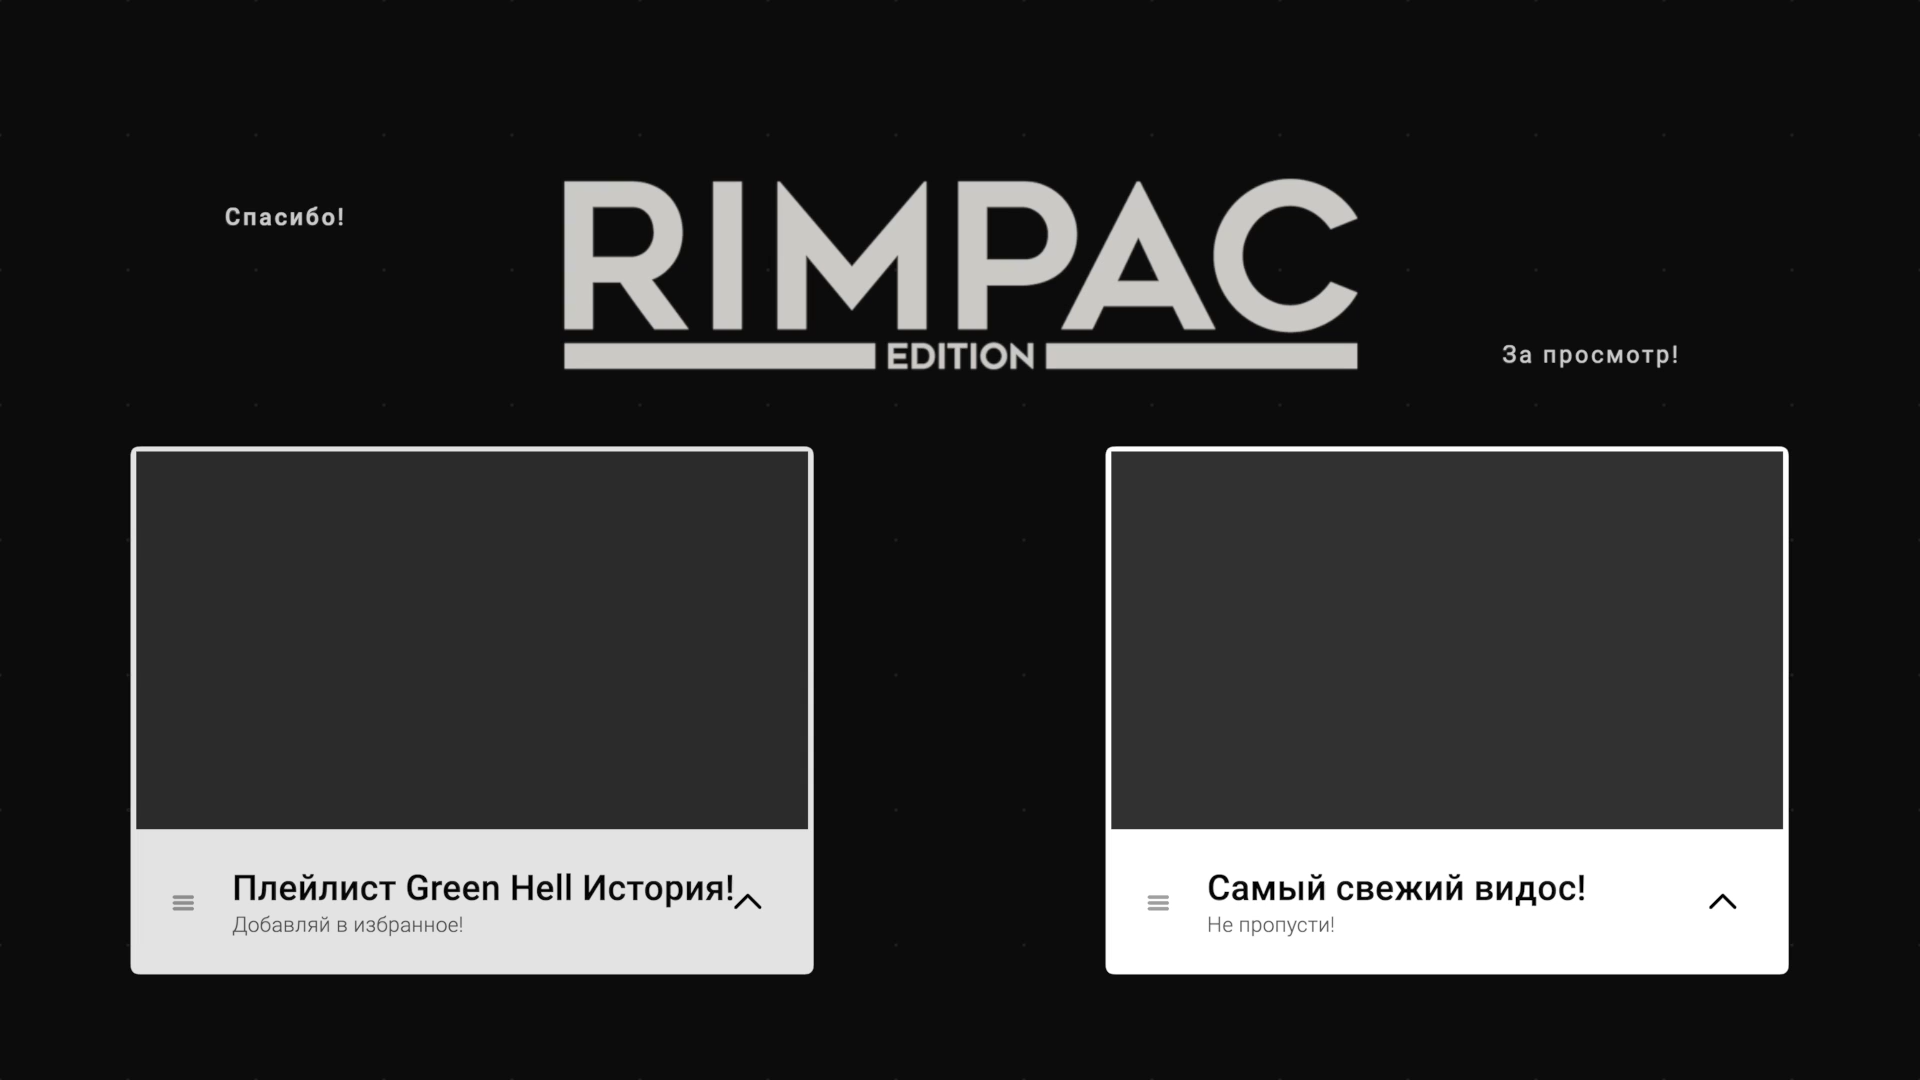 Спасибо!
RIMPAC
EDITION
За просмотр!
Плейлист Green Hell История!
Добавляй в избранное!
Самый свежий видос!
Не пропусти!